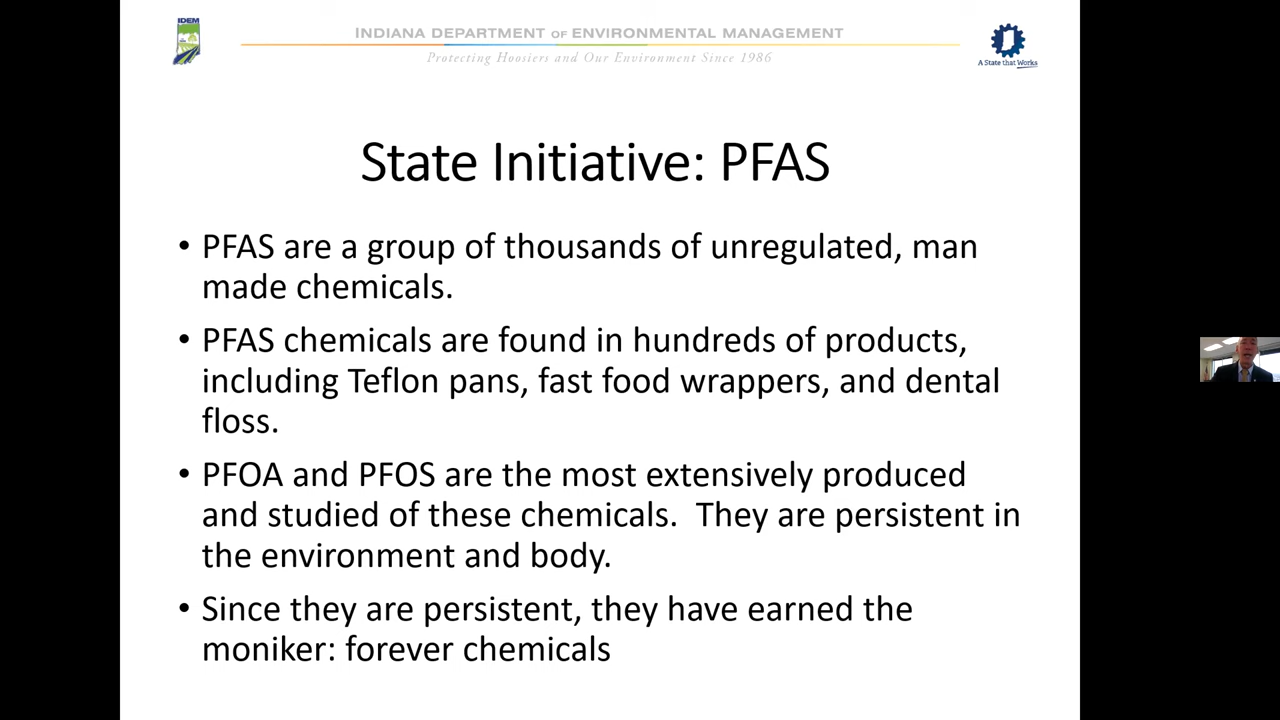 IDEM
INDIANA DEPARTMENT OF ENVIRONMENTAL MANAGEMENT
Protecting Hoosiers and Our Environment Since 1986
A State that Works
State Initiative: PFAS
• PFAS are a group of thousands of unregulated, man
made chemicals.
• PFAS chemicals are found in hundreds of products,
including Teflon pans, fast food wrappers, and dental
floss.
• PFOA and PFOS are the most extensively produced
and studied of these chemicals.  They are persistent in
the environment and body.
• Since they are persistent, they have earned the
moniker: forever chemicals